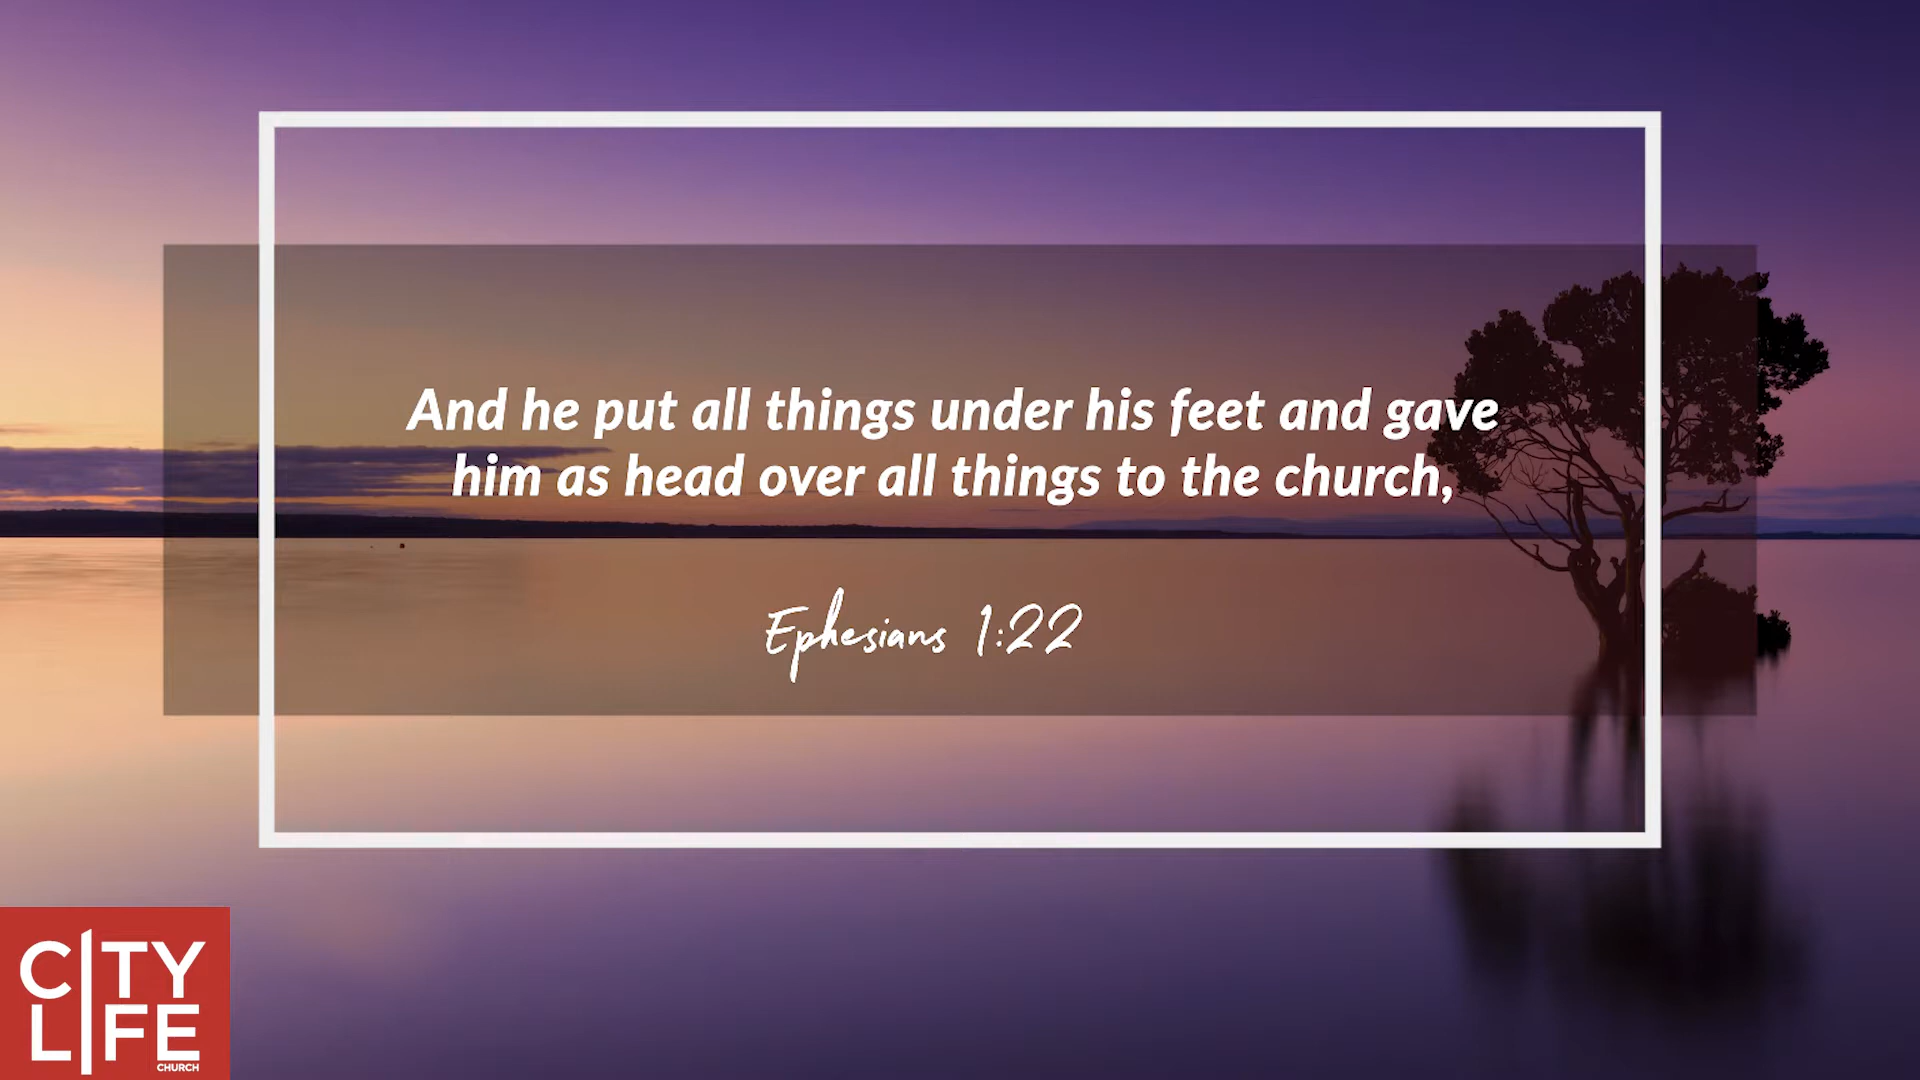 And he put all things under his feet and gave
him as head over all things to the church,
Ephesians 1:22
CITY
LIFE
CHURCH